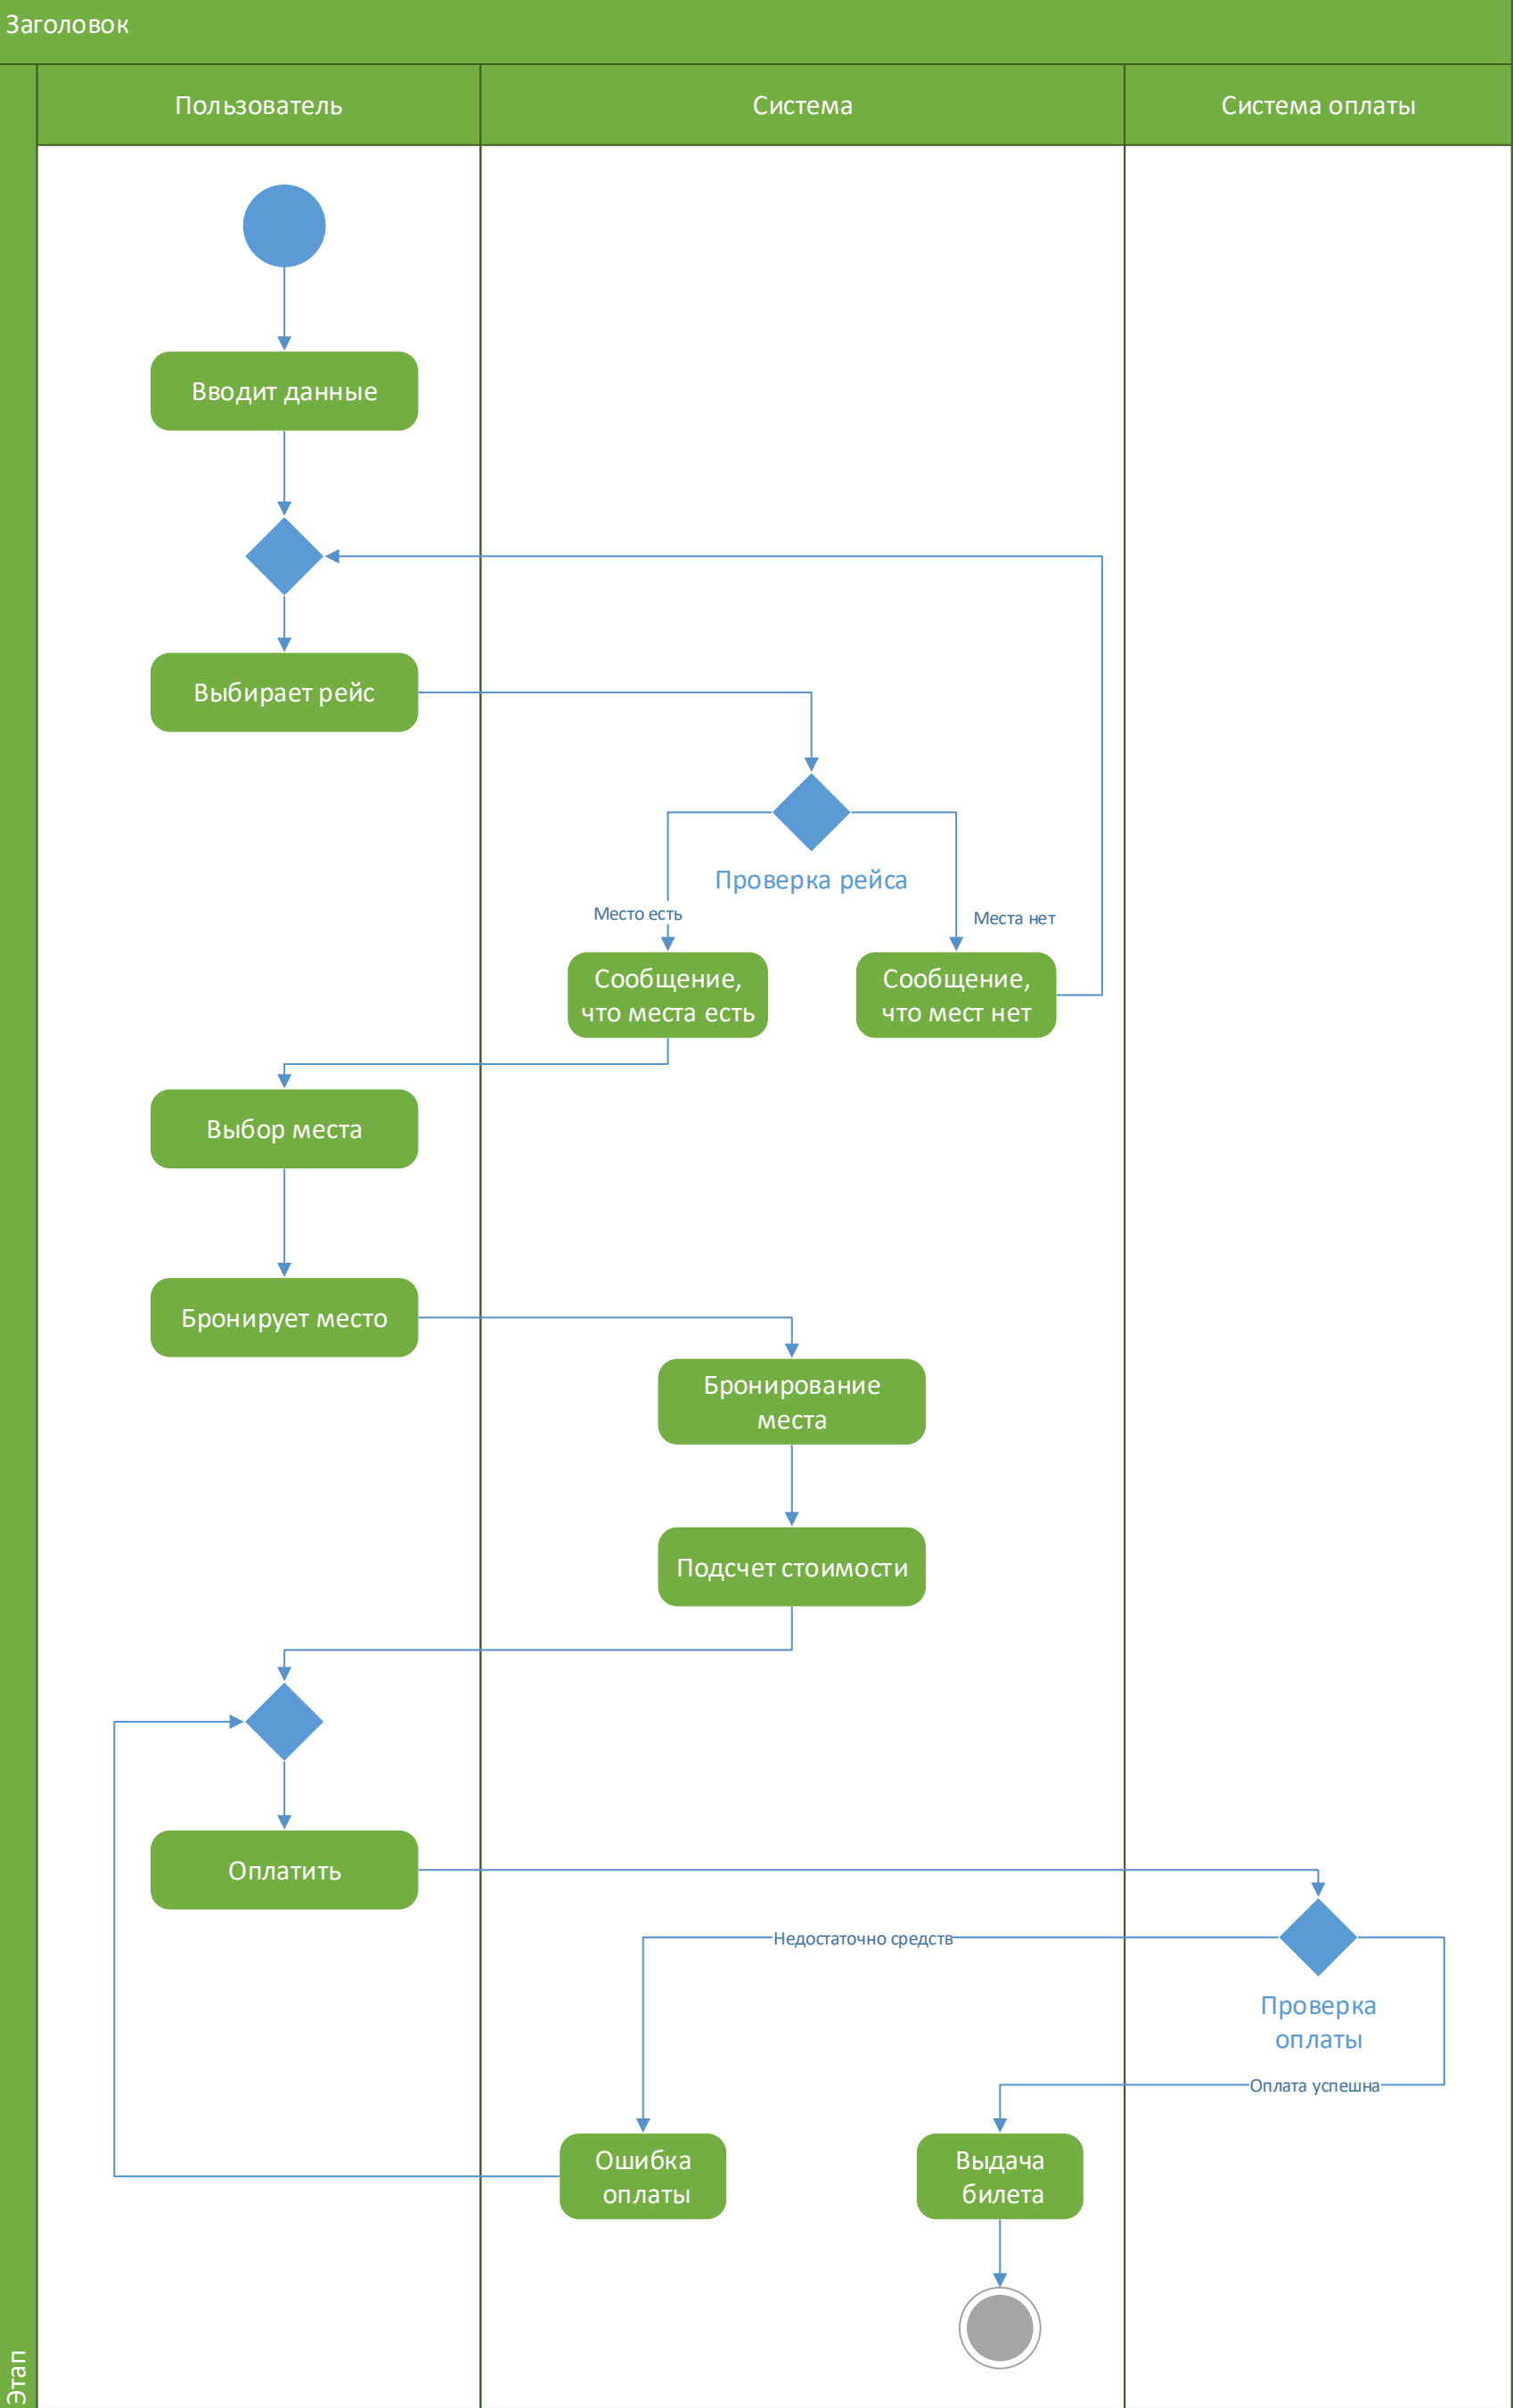 Заголовок
Пользователь
Система
Система оплаты
Вводит данные
Выбирает рейс
Проверка рейса
Место есть
Места нет
Сообщение,
что места есть
Сообщение,
что мест нет
Выбор места
Бронирует место
Бронирование
места
Подсчет стоимости
Оплатить
Недостаточно средств
Проверка
оплаты
Оплата успешна
Ошибка
оплаты
Выдача
билета
Этап